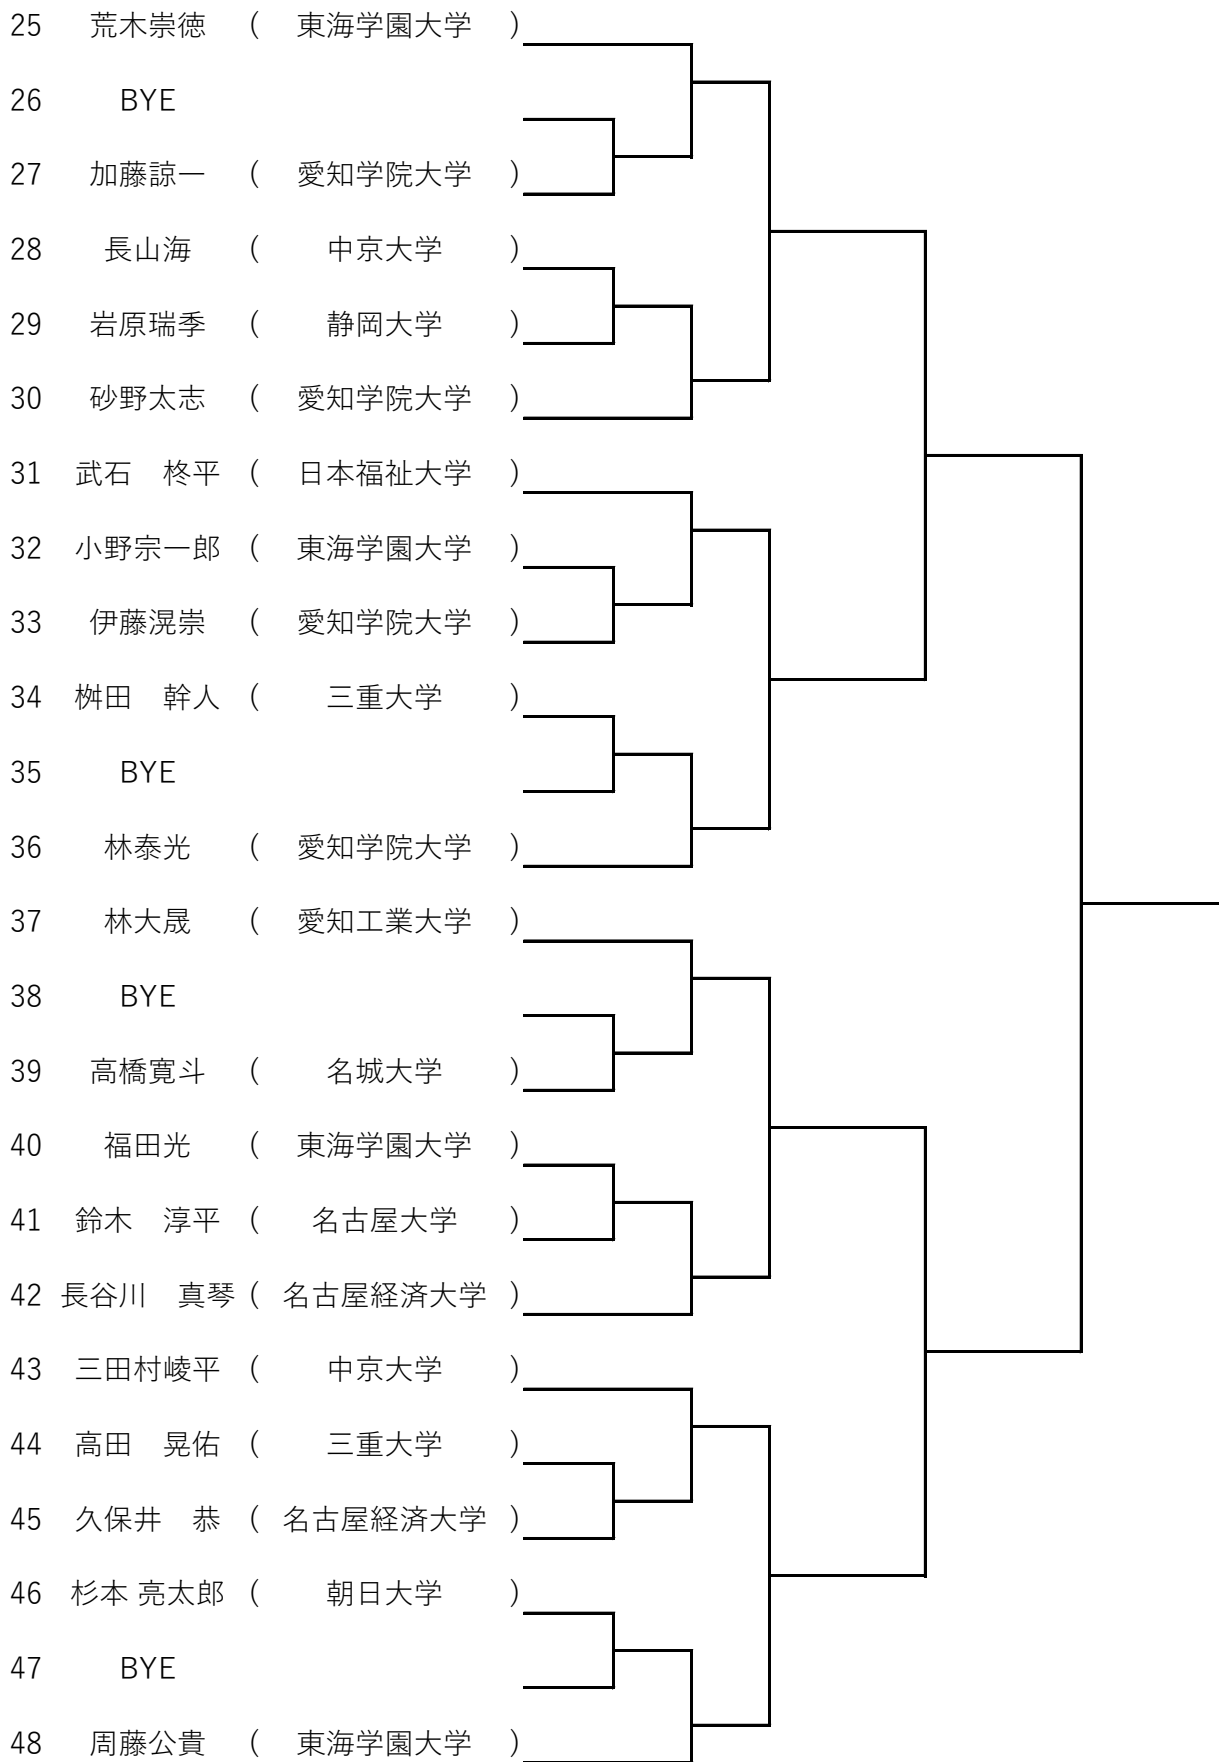 25 荒木崇徳 ( 東海学園大学 )
26 BYE
27 加藤諒一 ( 愛知学院大学 )
28 長山海 ( 中京大学 )
29 岩原瑞季 ( 静岡大学 )
30 砂野太志 ( 愛知学院大学 )
31 武石　柊平 ( 日本福祉大学 )
32 小野宗一郎 ( 東海学園大学 )
33 伊藤滉崇 ( 愛知学院大学 )
34 桝田　幹人 ( 三重大学 )
35 BYE
36 林泰光 ( 愛知学院大学 )
37 林大晟 ( 愛知工業大学 )
38 BYE
39 高橋寛斗 ( 名城大学 )
40 福田光 ( 東海学園大学 )
41 鈴木　淳平 ( 名古屋大学 )
42 長谷川　真琴 ( 名古屋経済大学 )
43 三田村崚平 ( 中京大学 )
44 高田　晃佑 ( 三重大学 )
45 久保井　恭 ( 名古屋経済大学 )
46 杉本 亮太郎 ( 朝日大学 )
47 BYE
48 周藤公貴 ( 東海学園大学 )